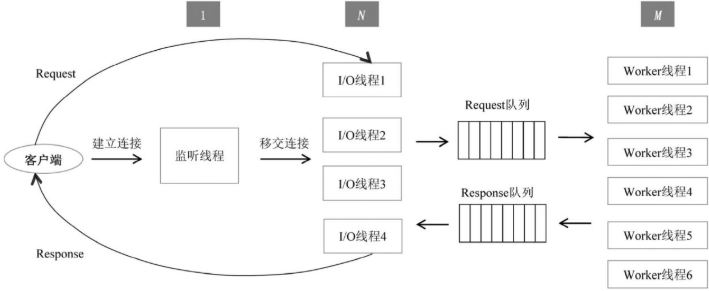 1
N
M
Request
客户端
建立连接
监听线程
移交连接
I/O线程1
I/O线程2
I/O线程3
I/O线程4
Request队列
Response队列
Worker线程1
Worker线程2
Worker线程3
Worker线程4
Worker线程5
Worker线程6
Response